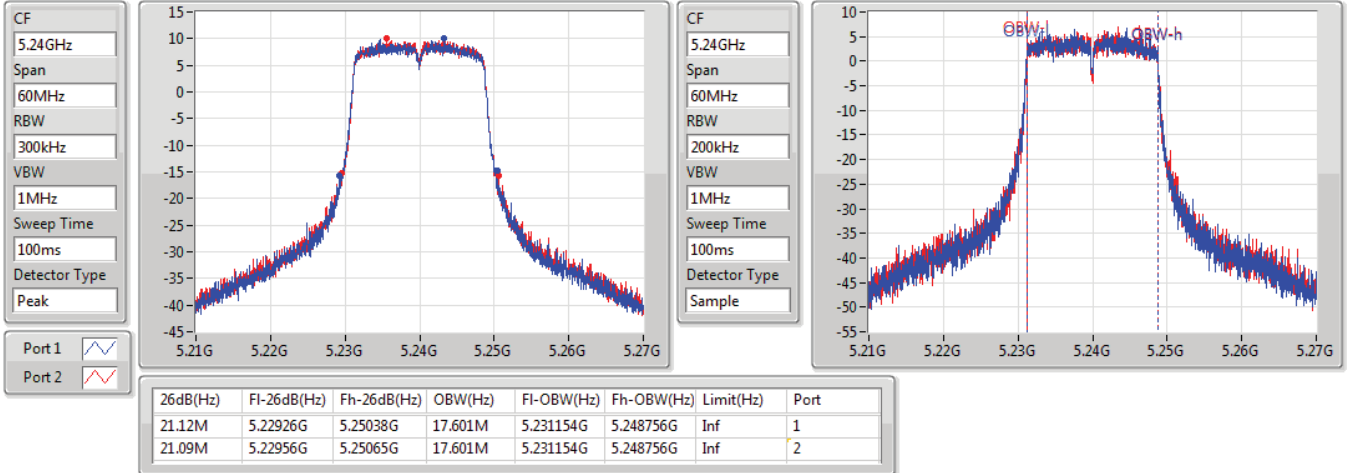 CF
5.24GHz
Span
60MHz
RBW
300kHz
VBW
1MHz
Sweep Time
100ms
Detector Type
Peak
Port 1
Port 2
15
10
5
0
-5
-10
-15
-20
-25
-30
-35
-40
-45
5.21G 5.22G 5.23G 5.24G 5.25G 5.26G 5.27G
CF
5.24GHz
Span
60MHz
RBW
200kHz
VBW
1MHz
Sweep Time
100ms
Detector Type
Sample
10
5
0
-5
-10
-15
-20
-25
-30
-35
-40
-45
-50
-55
OBW-h
5.21G 5.22G 5.23G 5.24G 5.25G 5.26G 5.27G
26dB(Hz) Fl-26dB(Hz) Fh-26dB(Hz) OBW(Hz) Fl-OBW(Hz) Fh-OBW(Hz) Limit(Hz) Port
21.12M 5.22926G 5.25038G 17.601M 5.231154G 5.248756G Inf 1
21.09M 5.22956G 5.25065G 17.601M 5.231154G 5.248756G Inf 2